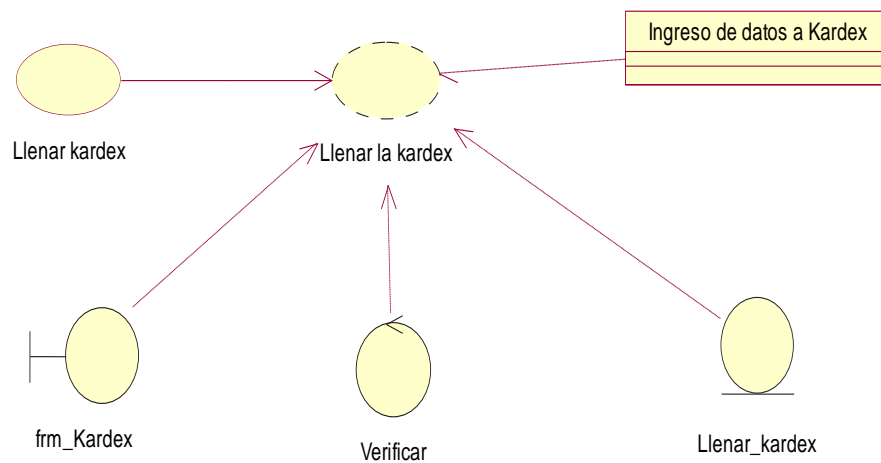 Ingreso de datos a Kardex
Llenar kardex
Llenar la kardex
frm_Kardex
Verificar
Llenar_kardex